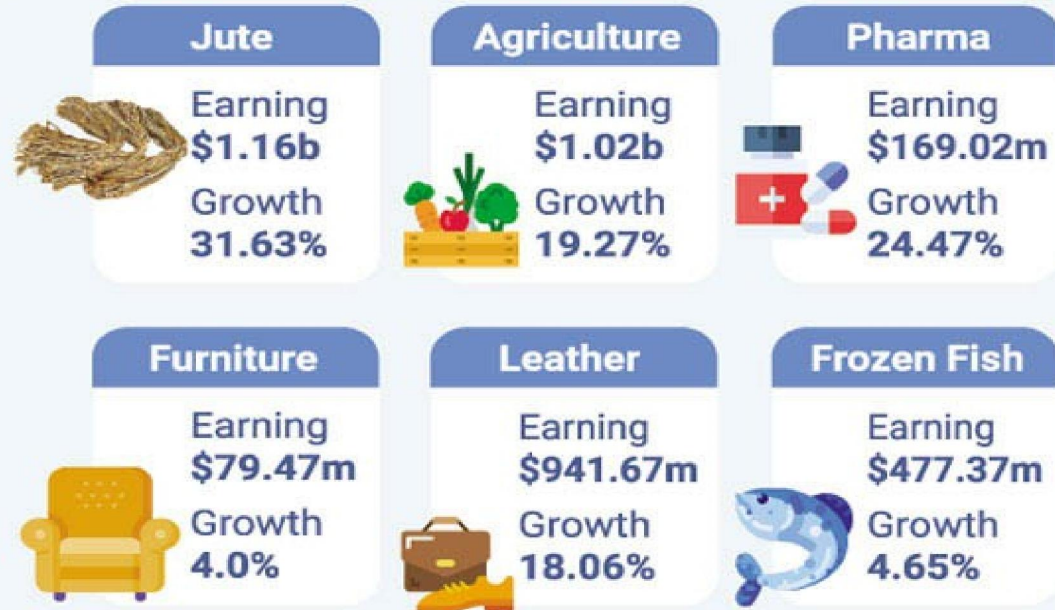 Jute
Earning
$1.16b
Growth
31.63%
Agriculture
Earning
$1.02b
Growth
19.27%
Pharma
Earning
$169.02m
Growth
24.47%
Furniture
Earning
$79.47m
Growth
4.0%
Leather
Earning
$941.67m
Growth
18.06%
Frozen Fish
Earning
$477.37m
Growth
4.65%